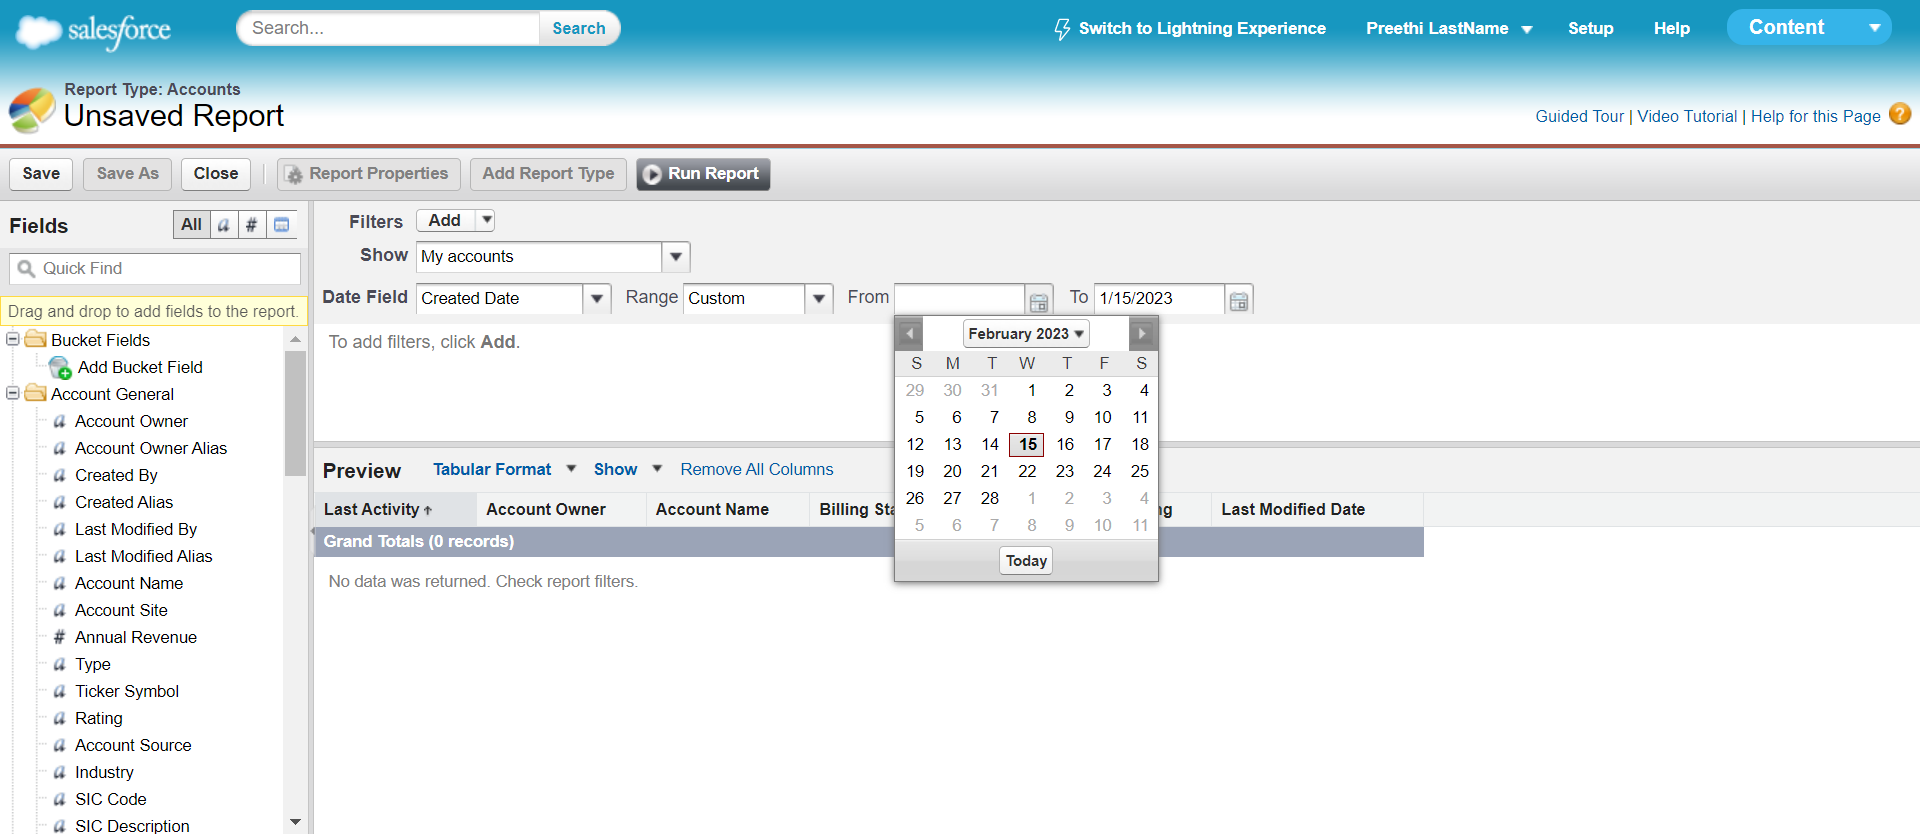 salesforce
Search...
Search
Switch to Lightning Experience
Preethi LastName
Setup
Help
Content
Report Type: Accounts
Unsaved Report
Guided Tour | Video Tutorial | Help for this Page ?
Save
Save As
Close
Report Properties
Add Report Type
Run Report
Fields
All a #
Quick Find
Drag and drop to add fields to the report.
Bucket Fields
Add Bucket Field
Account General
a Account Owner
a Account Owner Alias
a Created By
a Created Alias
a Last Modified By
a Last Modified Alias
a Account Name
a Account Site
# Annual Revenue
a Type
a Ticker Symbol
a Rating
a Account Source
a Industry
a SIC Code
a SIC Description
Filters Add
Show My accounts
Date Field Created Date Range Custom From To 1/15/2023
To add filters, click Add.
February 2023
S M T W T F S
29 30 31 1 2 3 4
5 6 7 8 9 10 11
12 13 14 15 16 17 18
19 20 21 22 23 24 25
26 27 28 1 2 3 4
5 6 7 8 9 10 11
Today
Preview Tabular Format Show Remove All Columns
Last Activity Account Owner Account Name Billing Sta g Last Modified Date
Grand Totals (0 records)
No data was returned. Check report filters.